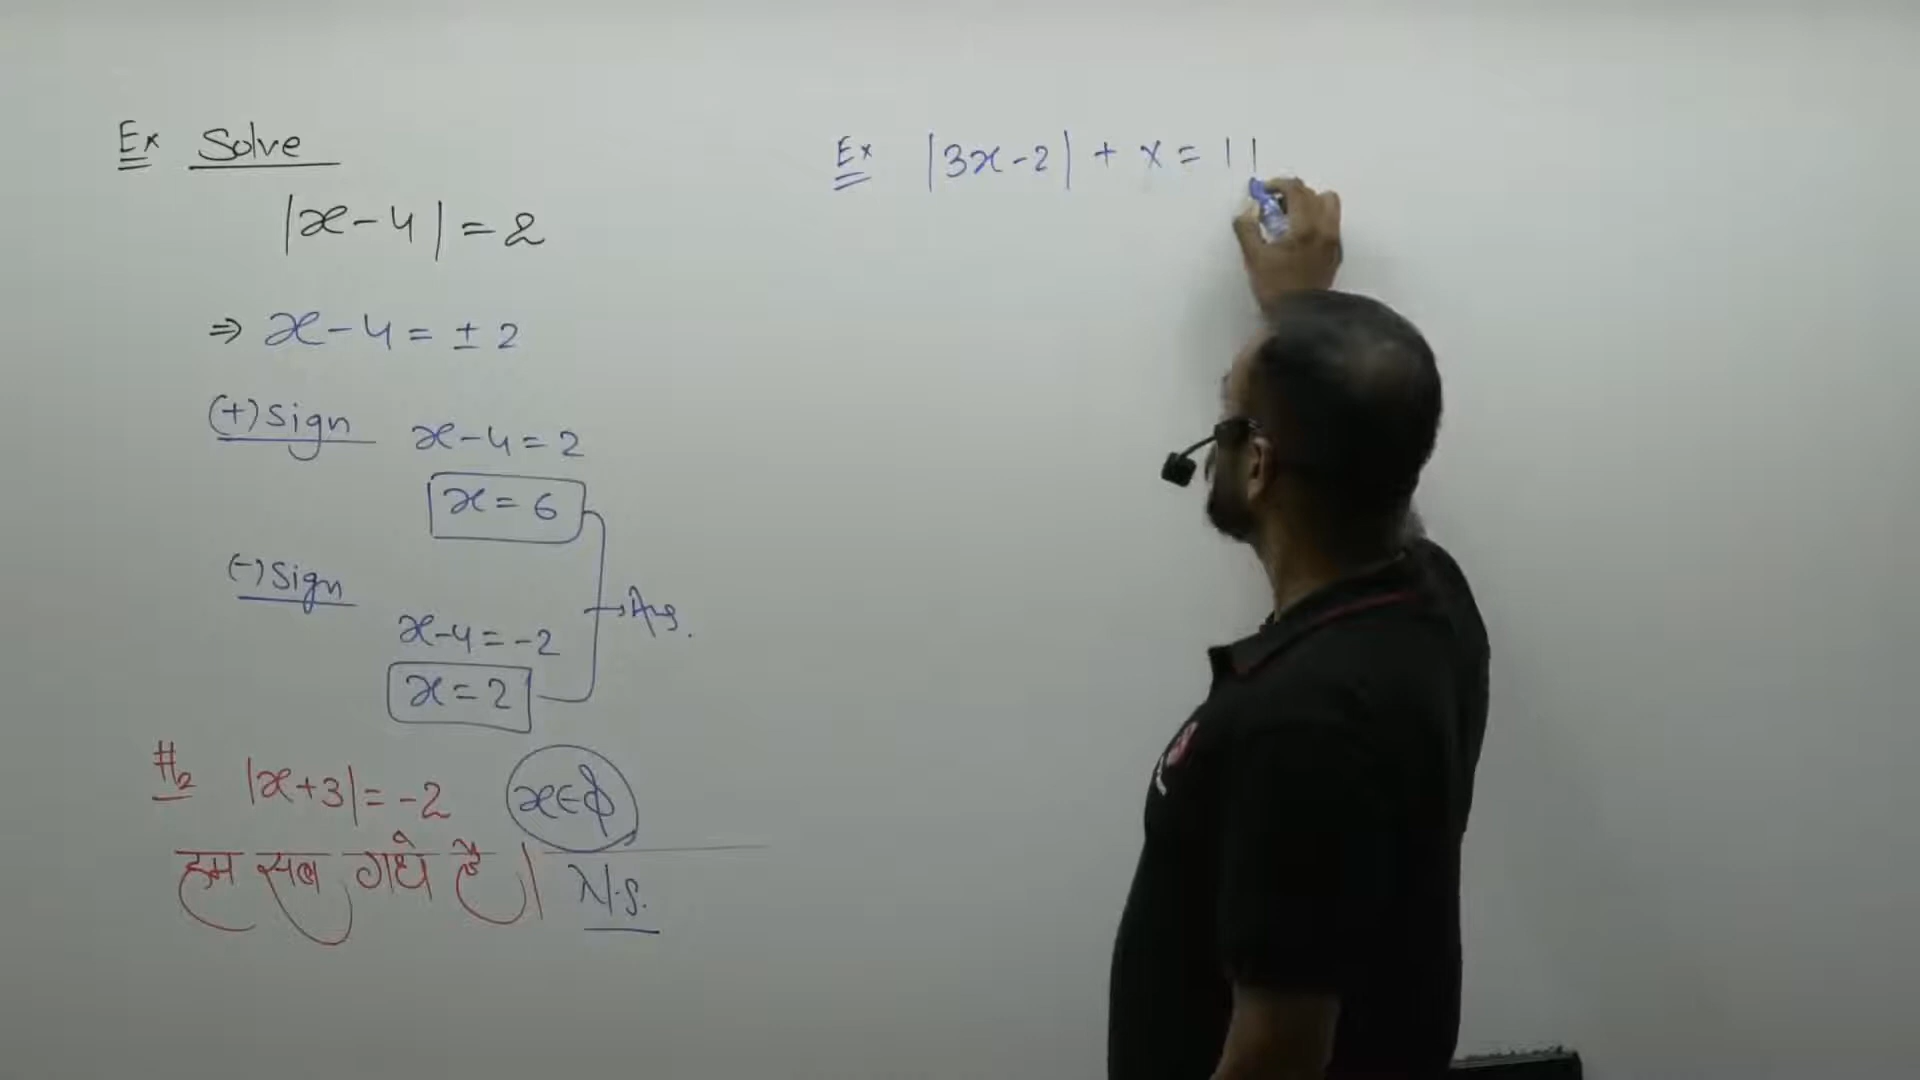 Ex Solve
|x-4| = 2
⇒ x-4 = ± 2
(+) Sign x-4 = 2
x = 6
(-) Sign
x-4 = -2
x = 2
→ Ans.
#2 |x+3| = -2 x∈ϕ
हम सब गधे है। N.S.
Ex |3x-2| + x = 11